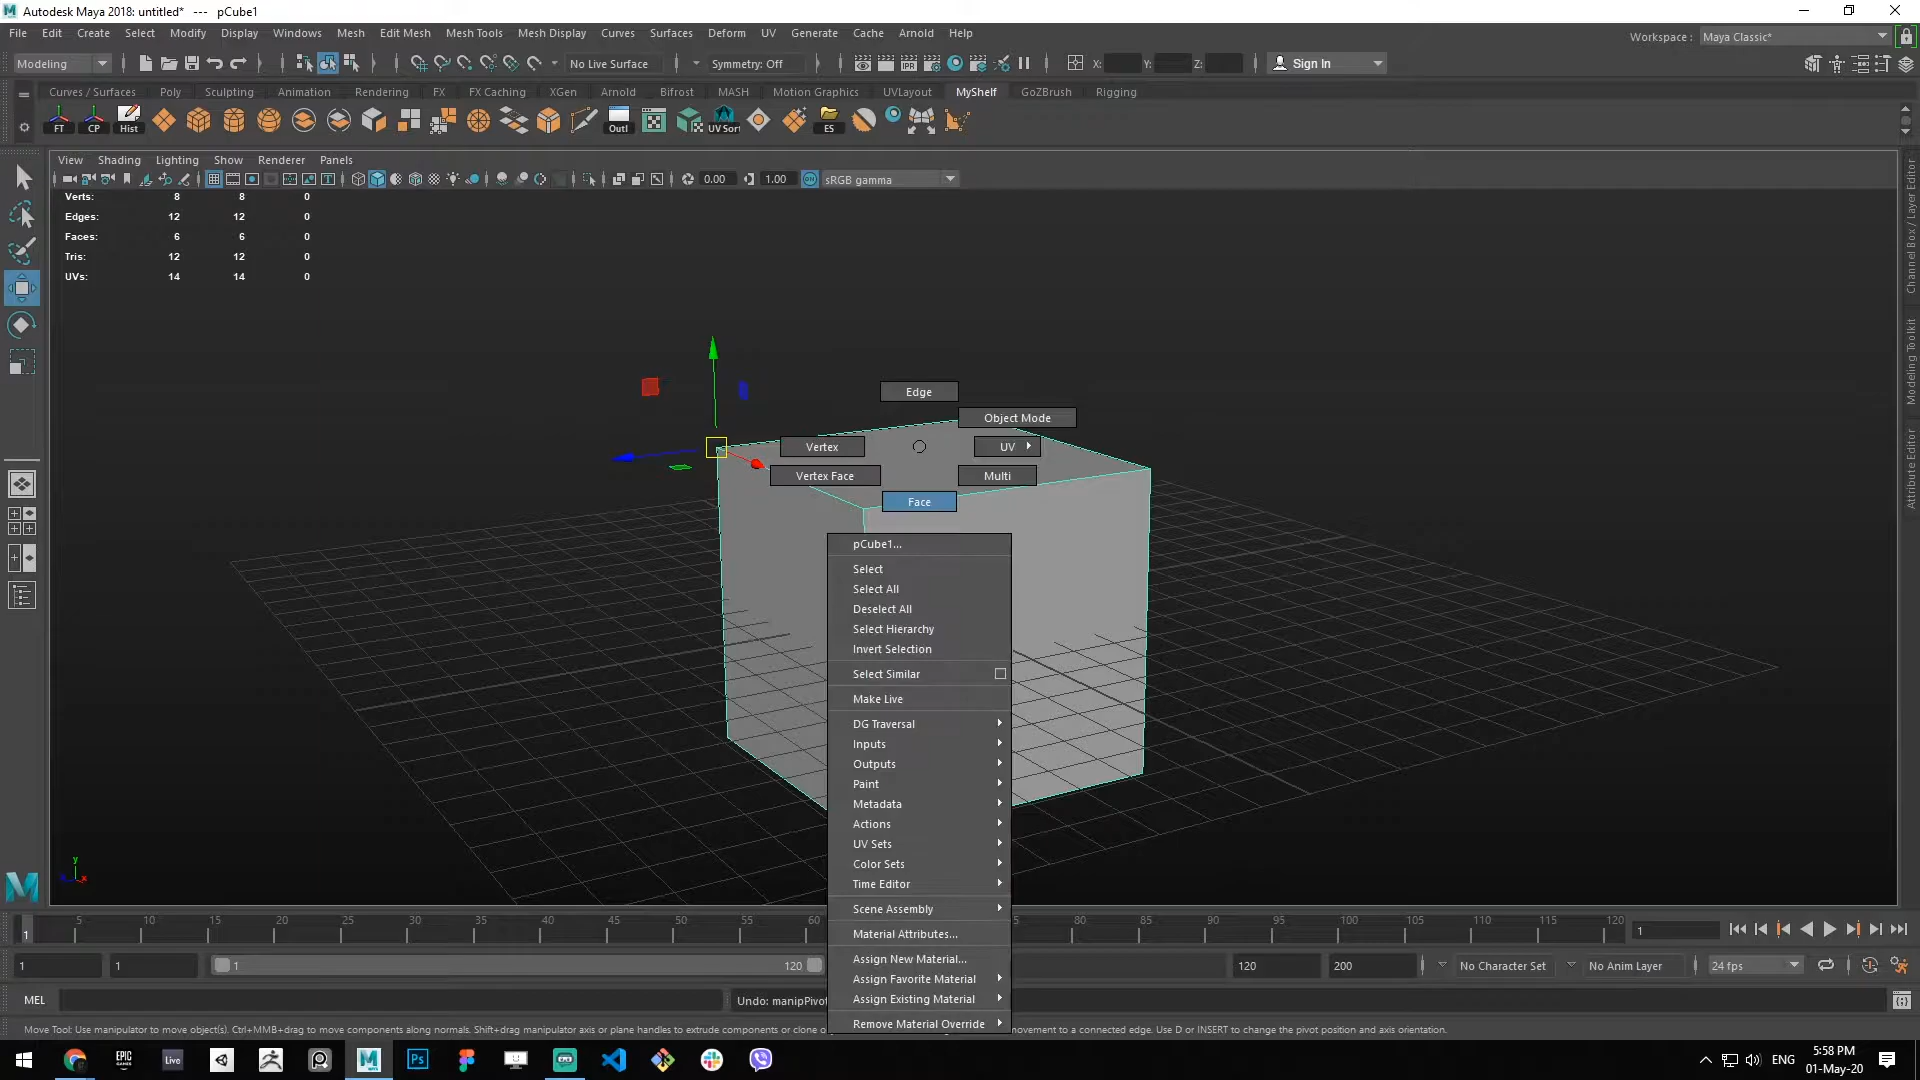 Autodesk Maya 2018: untitled* --- pCube1
File Edit Create Select Modify Display Windows Mesh Edit Mesh Mesh Tools Mesh Display Curves Surfaces Deform UV Generate Cache Arnold Help
Workspace : Maya Classic*
Modeling No Live Surface Symmetry: Off X: Y: Z: Sign In
Curves / Surfaces Poly Sculpting Animation Rendering FX FX Caching XGen Arnold Bifrost MASH Motion Graphics UVLayout MyShelf GoZBrush Rigging
FT CP Hist Outl UV Sort ES
View Shading Lighting Show Renderer Panels
0.00 1.00 ON sRGB gamma
Verts: 8 8 0
Edges: 12 12 0
Faces: 6 6 0
Tris: 12 12 0
UVs: 14 14 0
Edge
Object Mode
Vertex UV
Vertex Face Multi
Face
pCube1...
Select
Select All
Deselect All
Select Hierarchy
Invert Selection
Select Similar
Make Live
DG Traversal
Inputs
Outputs
Paint
Metadata
Actions
UV Sets
Color Sets
Time Editor
Scene Assembly
Material Attributes...
Assign New Material...
Assign Favorite Material
Assign Existing Material
Remove Material Override
Channel Box / Layer Editor
Modeling Toolkit
Attribute Editor
y
x
5 10 15 20 25 30 35 40 45 50 55 60 75 80 85 90 95 100 105 110 115 120
1 1
1 1 1 120 120 200 No Character Set No Anim Layer 24 fps
MEL Undo: manipPivot
Move Tool: Use manipulator to move object(s). Ctrl+MMB+drag to move components along normals. Shift+drag manipulator axis or plane handles to extrude components or clone movement to a connected edge. Use D or INSERT to change the pivot position and axis orientation.
EPIC GAMES Live M Ps ENG 5:58 PM
01-May-20